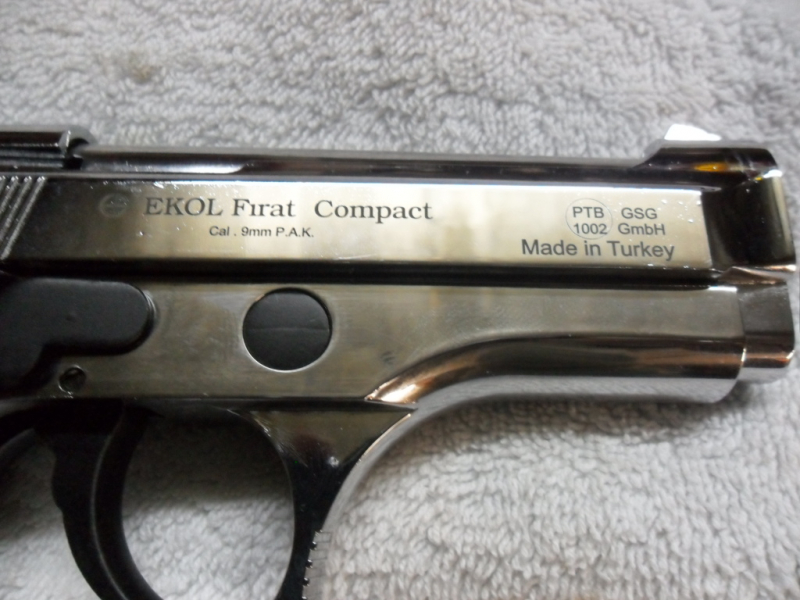 EKOL Fırat Compact
Cal . 9mm P.A.K.
PTB 1002
GSG GmbH
Made in Turkey